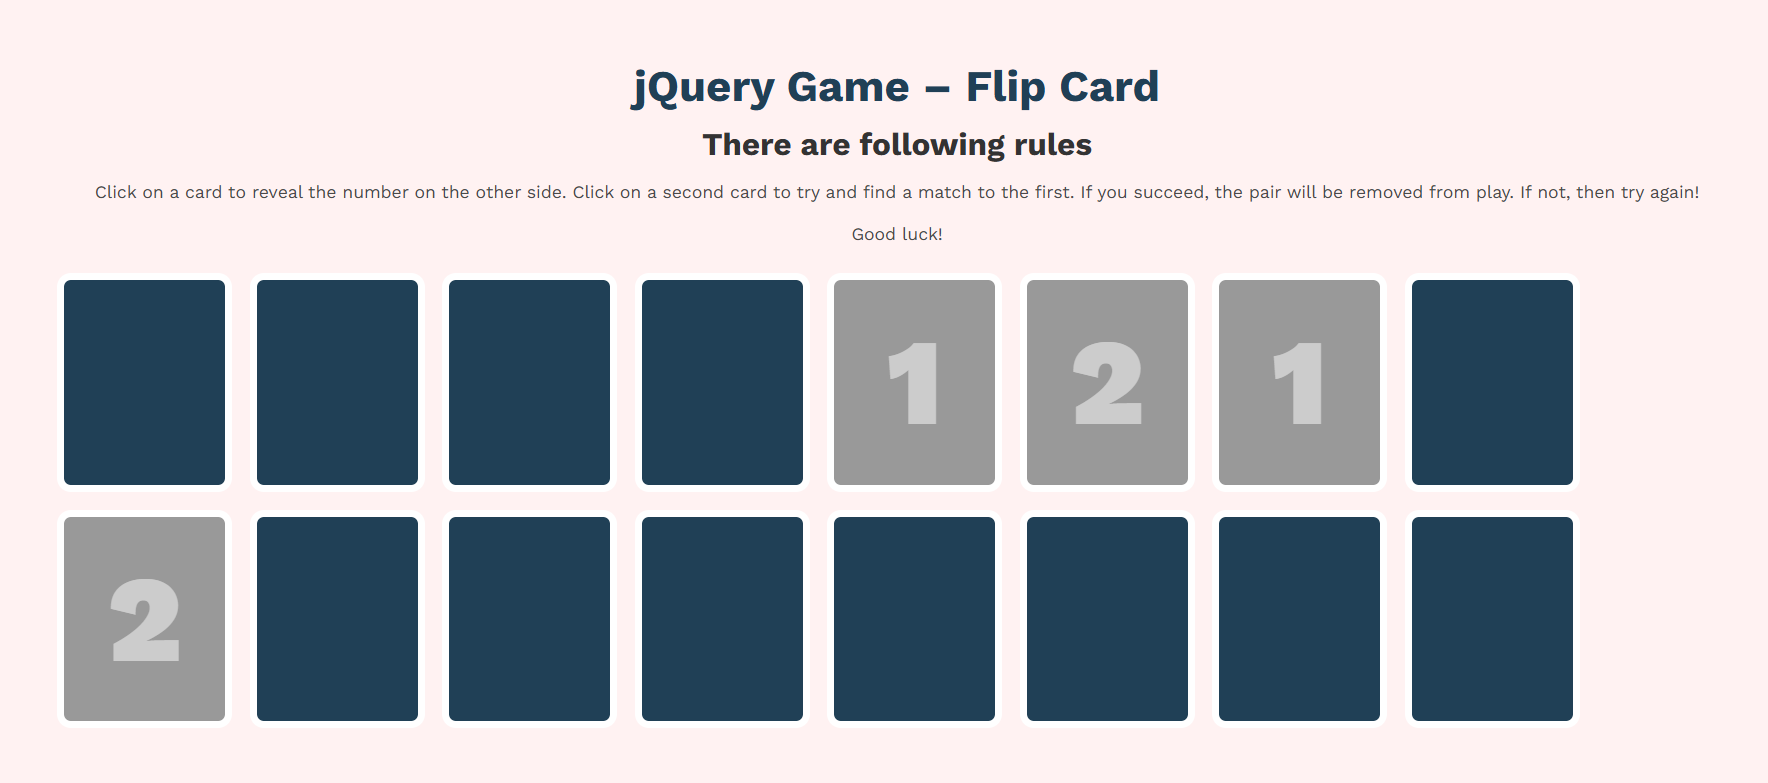 jQuery Game – Flip Card
There are following rules
Click on a card to reveal the number on the other side. Click on a second card to try and find a match to the first. If you succeed, the pair will be removed from play. If not, then try again!
Good luck!
1 2 1
2